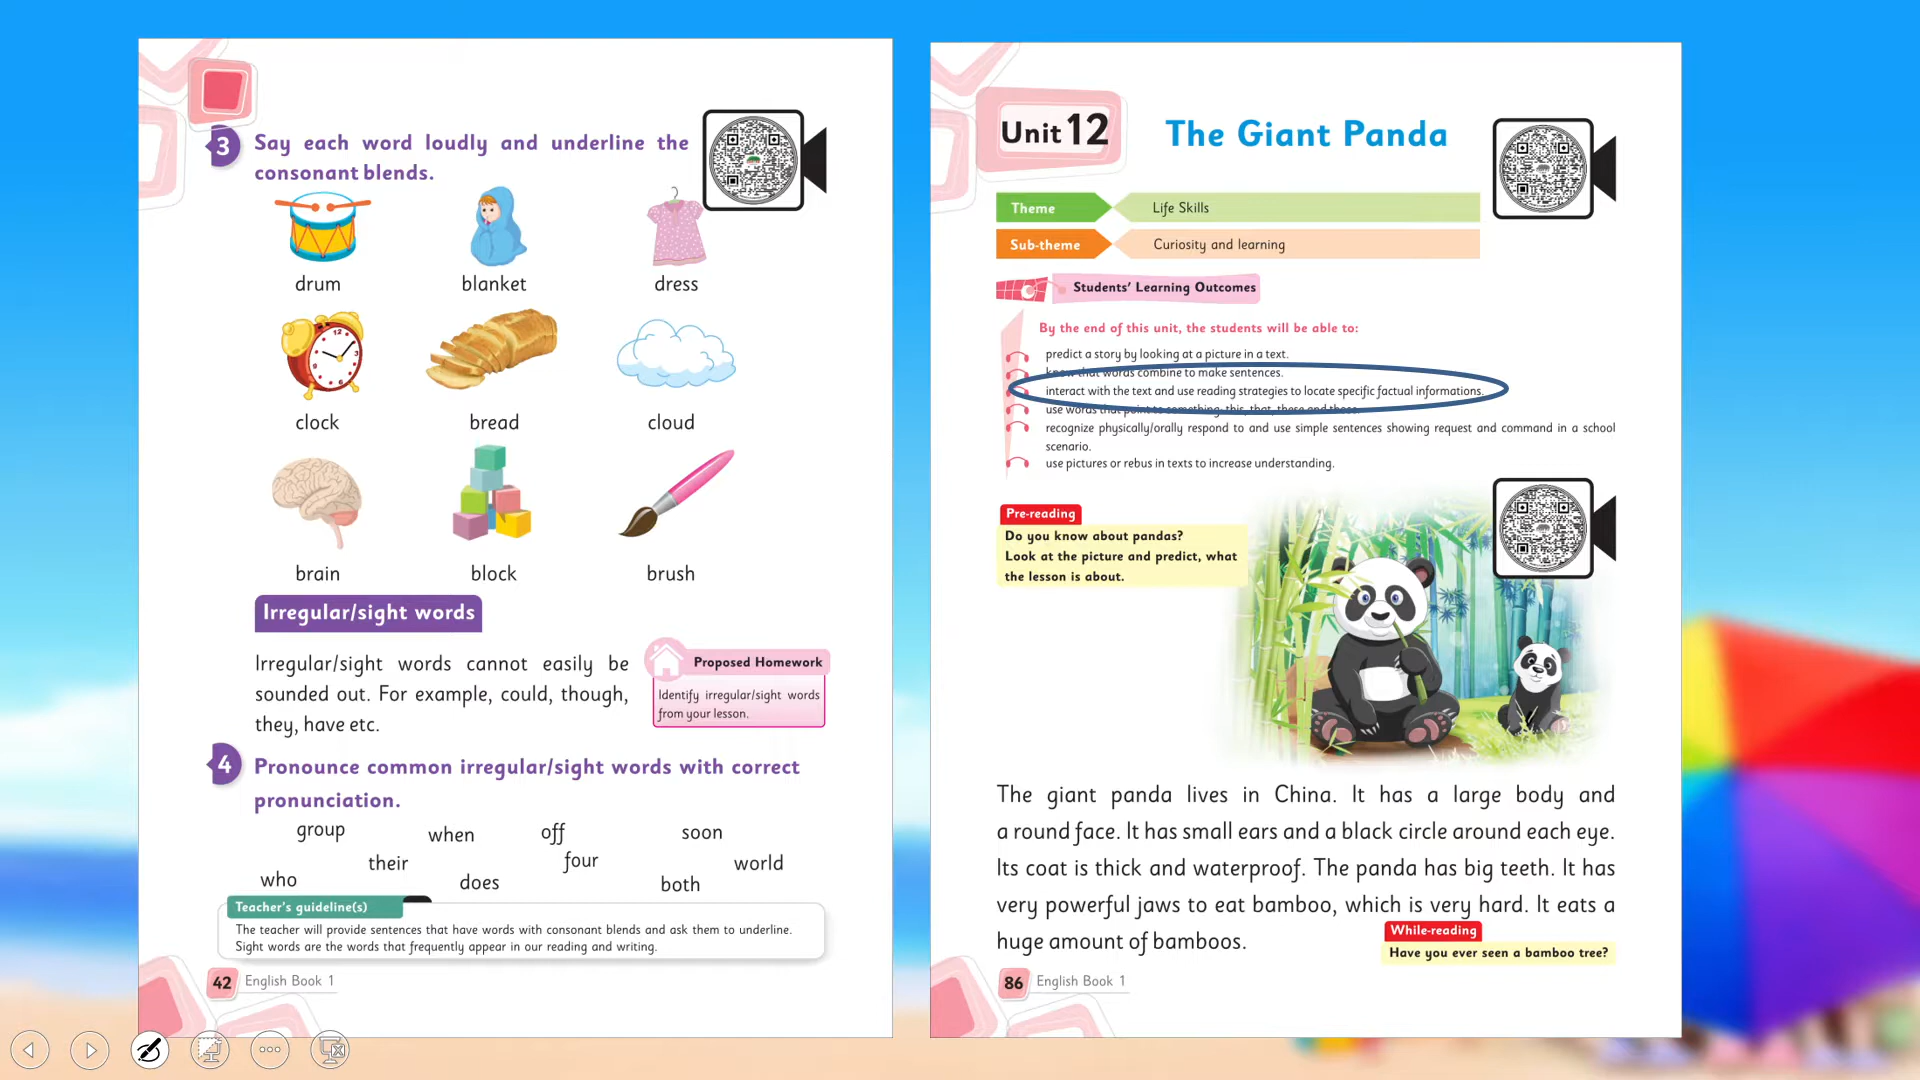 3 Say each word loudly and underline the
consonant blends.
drum blanket dress
clock bread cloud
brain block brush
Irregular/sight words
Irregular/sight words cannot easily be
sounded out. For example, could, though,
they, have etc.
Proposed Homework
Identify irregular/sight words
from your lesson.
4 Pronounce common irregular/sight words with correct
pronunciation.
group when off soon
their four world
who does both
Teacher's guideline(s)
The teacher will provide sentences that have words with consonant blends and ask them to underline.
Sight words are the words that frequently appear in our reading and writing.
42 English Book 1
Unit 12 The Giant Panda
Theme Life Skills
Sub-theme Curiosity and learning
Students' Learning Outcomes
By the end of this unit, the students will be able to:
predict a story by looking at a picture in a text.
know that words combine to make sentences.
interact with the text and use reading strategies to locate specific factual informations.
use words that point to something: this, that, these and those.
recognize physically/orally respond to and use simple sentences showing request and command in a school
scenario.
use pictures or rebus in texts to increase understanding.
Pre-reading
Do you know about pandas?
Look at the picture and predict, what
the lesson is about.
The giant panda lives in China. It has a large body and
a round face. It has small ears and a black circle around each eye.
Its coat is thick and waterproof. The panda has big teeth. It has
very powerful jaws to eat bamboo, which is very hard. It eats a
huge amount of bamboos.
While-reading
Have you ever seen a bamboo tree?
86 English Book 1